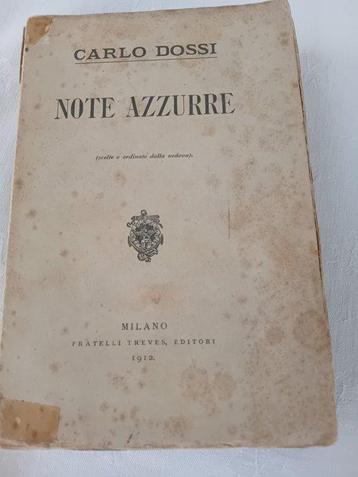 CARLO DOSSI
NOTE AZZURRE
(scelte e ordinate dalla vedova).
MILANO
FRATELLI TREVES, EDITORI
1912.